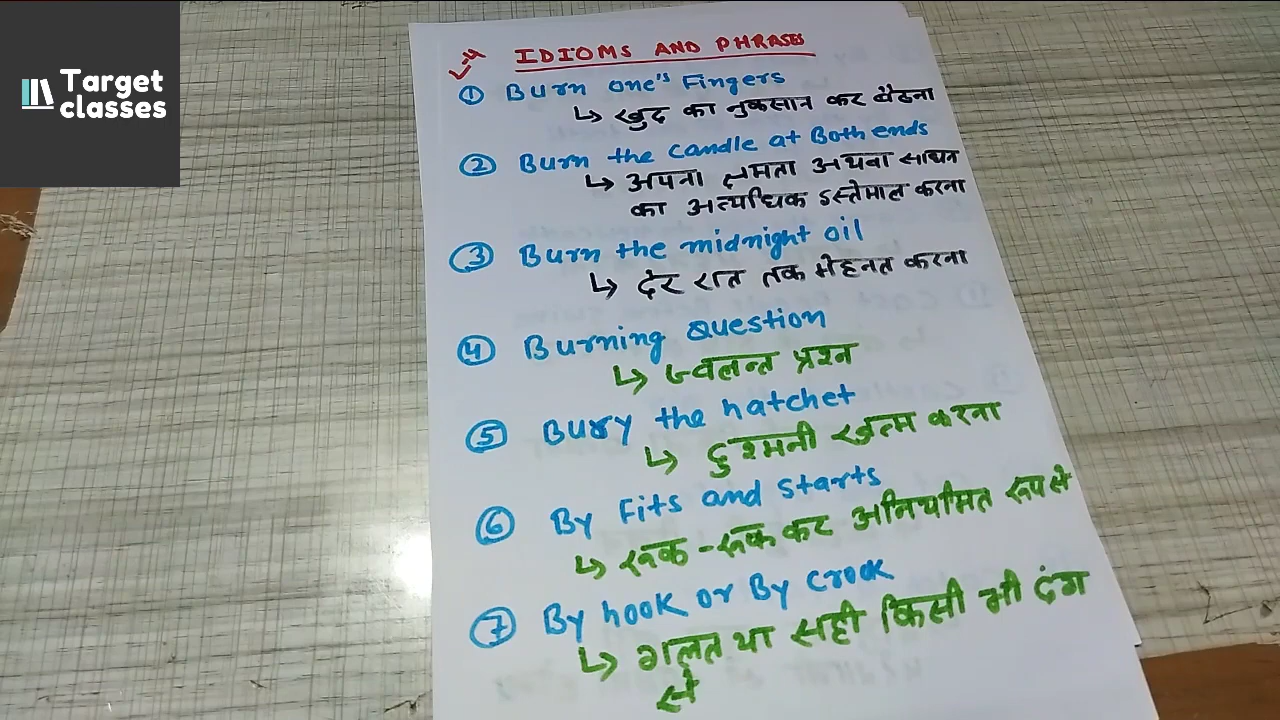 Target
classes
IDIOMS AND PHRASES
① Burn one's Fingers
↳ खुद का नुकसान कर बैठना
② Burn the candle at Both ends
↳ अपना क्षमता अथवा साधन
का अत्यधिक इस्तेमाल करना
③ Burn the midnight oil
↳ देर रात तक मेहनत करना
④ Burning Question
↳ ज्वलन्त प्रश्न
⑤ Bury the hatchet
↳ दुश्मनी खत्म करना
⑥ By Fits and Starts
↳ रूक-रूक कर अनियमित रूप से
⑦ By hook or By Crook
↳ गलत या सही किसी भी ढंग
से